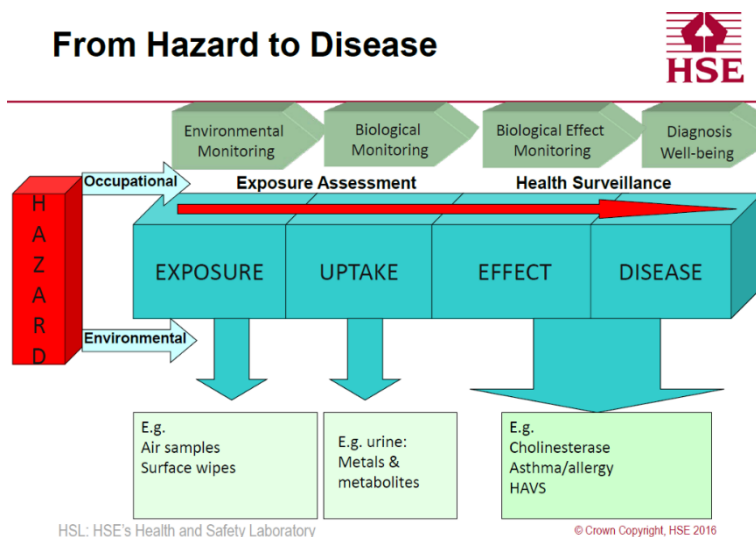 From Hazard to Disease
HSE
Environmental
Monitoring
Biological
Monitoring
Biological Effect
Monitoring
Diagnosis
Well-being
Occupational
Exposure Assessment
Health Surveillance
HAZARD
EXPOSURE
UPTAKE
EFFECT
DISEASE
Environmental
E.g.
Air samples
Surface wipes
E.g. urine:
Metals &
metabolites
E.g.
Cholinesterase
Asthma/allergy
HAVS
HSL: HSE's Health and Safety Laboratory
© Crown Copyright, HSE 2016